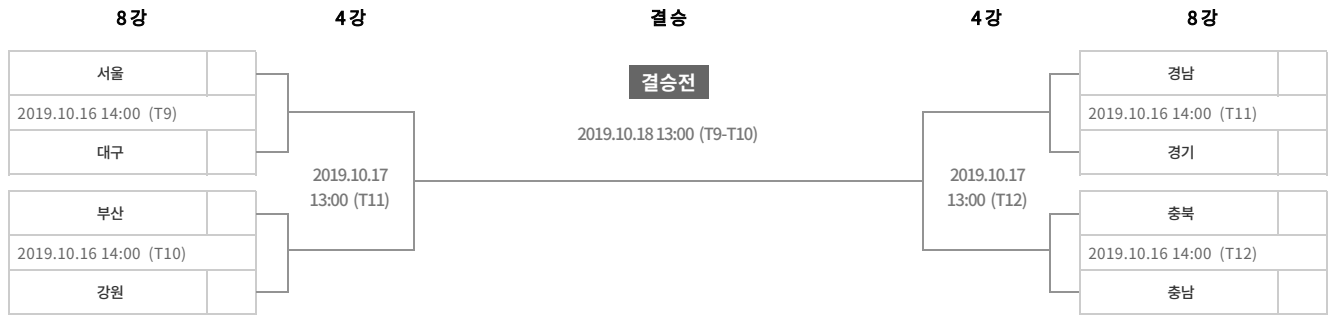 8강
4강
결승
4강
8강
서울
2019.10.16 14:00 (T9)
대구
부산
2019.10.16 14:00 (T10)
강원
2019.10.17
13:00 (T11)
결승전
2019.10.18 13:00 (T9-T10)
2019.10.17
13:00 (T12)
경남
2019.10.16 14:00 (T11)
경기
충북
2019.10.16 14:00 (T12)
충남